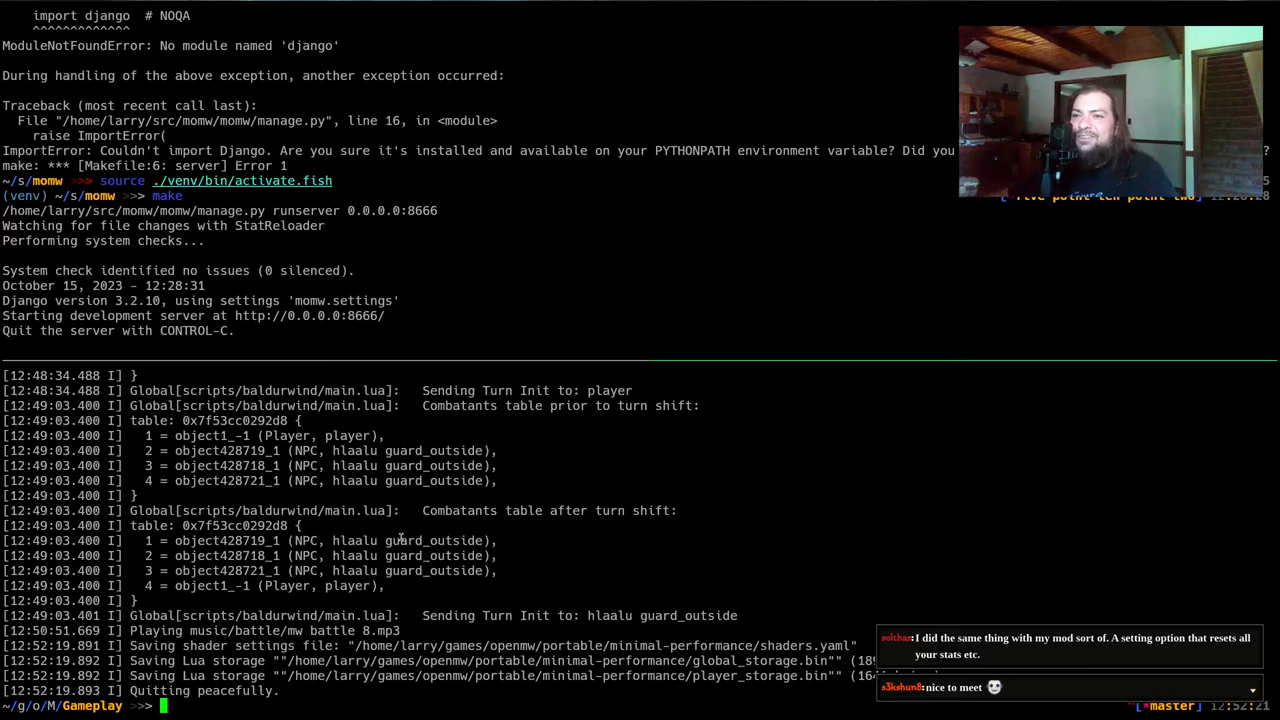 import django  # NOQA
^^^^^^^^^^^^^
ModuleNotFoundError: No module named 'django'
During handling of the above exception, another exception occurred:
Traceback (most recent call last):
File "/home/larry/src/momw/momw/manage.py", line 16, in <module>
raise ImportError(
ImportError: Couldn't import Django. Are you sure it's installed and available on your PYTHONPATH environment variable? Did you ?
make: *** [Makefile:6: server] Error 1
~/s/momw >>> source ./venv/bin/activate.fish
(venv) ~/s/momw >>> make
/home/larry/src/momw/momw/manage.py runserver 0.0.0.0:8666
Watching for file changes with StatReloader
Performing system checks...
System check identified no issues (0 silenced).
October 15, 2023 - 12:28:31
Django version 3.2.10, using settings 'momw.settings'
Starting development server at http://0.0.0.0:8666/
Quit the server with CONTROL-C.
[12:48:34.488 I] }
[12:48:34.488 I] Global[scripts/baldurwind/main.lua]:   Sending Turn Init to: player
[12:49:03.400 I] Global[scripts/baldurwind/main.lua]:   Combatants table prior to turn shift:
[12:49:03.400 I] table: 0x7f53cc0292d8 {
[12:49:03.400 I]   1 = object1_-1 (Player, player),
[12:49:03.400 I]   2 = object428719_1 (NPC, hlaalu guard_outside),
[12:49:03.400 I]   3 = object428718_1 (NPC, hlaalu guard_outside),
[12:49:03.400 I]   4 = object428721_1 (NPC, hlaalu guard_outside),
[12:49:03.400 I] }
[12:49:03.400 I] Global[scripts/baldurwind/main.lua]:   Combatants table after turn shift:
[12:49:03.400 I] table: 0x7f53cc0292d8 {
[12:49:03.400 I]   1 = object428719_1 (NPC, hlaalu guard_outside),
[12:49:03.400 I]   2 = object428718_1 (NPC, hlaalu guard_outside),
[12:49:03.400 I]   3 = object428721_1 (NPC, hlaalu guard_outside),
[12:49:03.400 I]   4 = object1_-1 (Player, player),
[12:49:03.400 I] }
[12:49:03.401 I] Global[scripts/baldurwind/main.lua]:   Sending Turn Init to: hlaalu guard_outside
[12:50:51.669 I] Playing music/battle/mw battle 8.mp3
[12:52:19.891 I] Saving shader settings file: "/home/larry/games/openmw/portable/minimal-performance/shaders.yaml"
[12:52:19.892 I] Saving Lua storage ""/home/larry/games/openmw/portable/minimal-performance/global_storage.bin"" (18
[12:52:19.892 I] Saving Lua storage ""/home/larry/games/openmw/portable/minimal-performance/player_storage.bin"" (16
[12:52:19.893 I] Quitting peacefully.
~/g/o/M/Gameplay >>> [*master] 12:52:21
solthas: I did the same thing with my mod sort of. A setting option that resets all
your stats etc.
s3kshun8: nice to meet